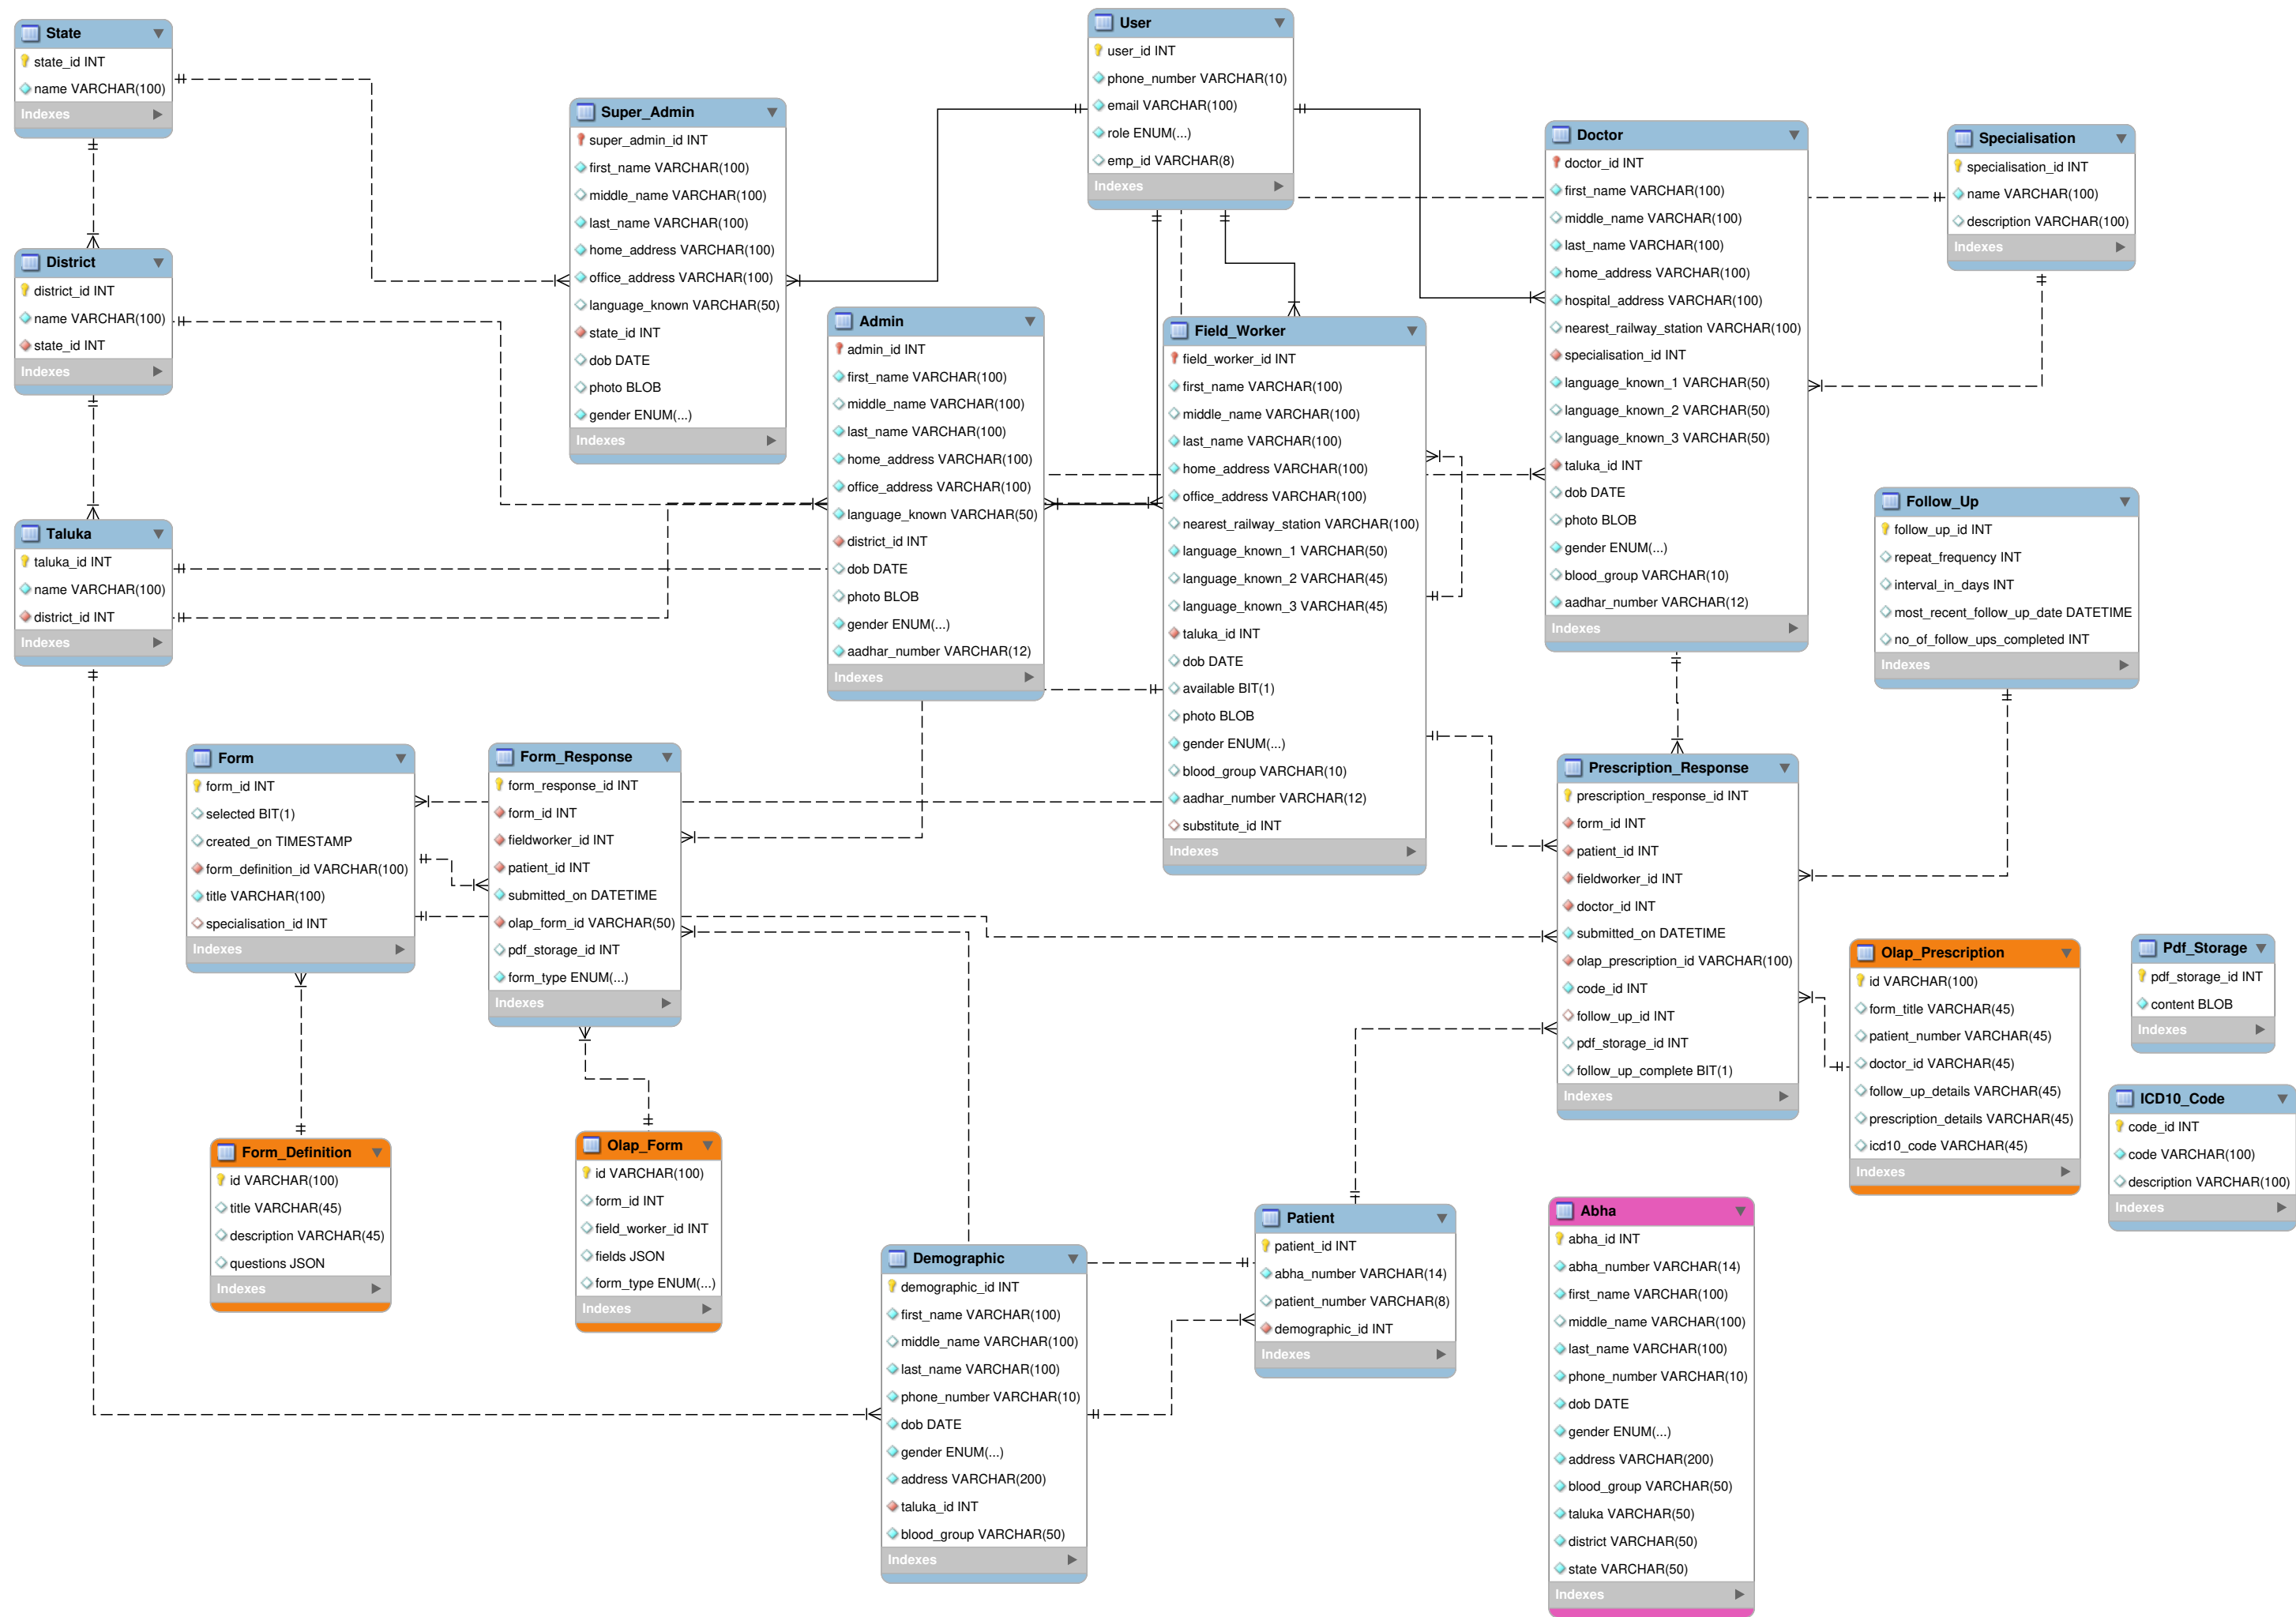 State
state_id INT
name VARCHAR(100)
Indexes
District
district_id INT
name VARCHAR(100)
state_id INT
Indexes
Taluka
taluka_id INT
name VARCHAR(100)
district_id INT
Indexes
Super_Admin
super_admin_id INT
first_name VARCHAR(100)
middle_name VARCHAR(100)
last_name VARCHAR(100)
home_address VARCHAR(100)
office_address VARCHAR(100)
language_known VARCHAR(50)
state_id INT
dob DATE
photo BLOB
gender ENUM(...)
Indexes
User
user_id INT
phone_number VARCHAR(10)
email VARCHAR(100)
role ENUM(...)
emp_id VARCHAR(8)
Indexes
Admin
admin_id INT
first_name VARCHAR(100)
middle_name VARCHAR(100)
last_name VARCHAR(100)
home_address VARCHAR(100)
office_address VARCHAR(100)
language_known VARCHAR(50)
district_id INT
dob DATE
photo BLOB
gender ENUM(...)
aadhar_number VARCHAR(12)
Indexes
Field_Worker
field_worker_id INT
first_name VARCHAR(100)
middle_name VARCHAR(100)
last_name VARCHAR(100)
home_address VARCHAR(100)
office_address VARCHAR(100)
nearest_railway_station VARCHAR(100)
language_known_1 VARCHAR(50)
language_known_2 VARCHAR(45)
language_known_3 VARCHAR(45)
taluka_id INT
dob DATE
available BIT(1)
photo BLOB
gender ENUM(...)
blood_group VARCHAR(10)
aadhar_number VARCHAR(12)
substitute_id INT
Indexes
Doctor
doctor_id INT
first_name VARCHAR(100)
middle_name VARCHAR(100)
last_name VARCHAR(100)
home_address VARCHAR(100)
hospital_address VARCHAR(100)
nearest_railway_station VARCHAR(100)
specialisation_id INT
language_known_1 VARCHAR(50)
language_known_2 VARCHAR(50)
language_known_3 VARCHAR(50)
taluka_id INT
dob DATE
photo BLOB
gender ENUM(...)
blood_group VARCHAR(10)
aadhar_number VARCHAR(12)
Indexes
Specialisation
specialisation_id INT
name VARCHAR(100)
description VARCHAR(100)
Indexes
Follow_Up
follow_up_id INT
repeat_frequency INT
interval_in_days INT
most_recent_follow_up_date DATETIME
no_of_follow_ups_completed INT
Indexes
Form
form_id INT
selected BIT(1)
created_on TIMESTAMP
form_definition_id VARCHAR(100)
title VARCHAR(100)
specialisation_id INT
Indexes
Form_Response
form_response_id INT
form_id INT
fieldworker_id INT
patient_id INT
submitted_on DATETIME
olap_form_id VARCHAR(50)
pdf_storage_id INT
form_type ENUM(...)
Indexes
Prescription_Response
prescription_response_id INT
form_id INT
patient_id INT
fieldworker_id INT
doctor_id INT
submitted_on DATETIME
olap_prescription_id VARCHAR(100)
code_id INT
follow_up_id INT
pdf_storage_id INT
follow_up_complete BIT(1)
Indexes
Olap_Prescription
id VARCHAR(100)
form_title VARCHAR(45)
patient_number VARCHAR(45)
doctor_id VARCHAR(45)
follow_up_details VARCHAR(45)
prescription_details VARCHAR(45)
icd10_code VARCHAR(45)
Indexes
Pdf_Storage
pdf_storage_id INT
content BLOB
Indexes
ICD10_Code
code_id INT
code VARCHAR(100)
description VARCHAR(100)
Indexes
Form_Definition
id VARCHAR(100)
title VARCHAR(45)
description VARCHAR(45)
questions JSON
Indexes
Olap_Form
id VARCHAR(100)
form_id INT
field_worker_id INT
fields JSON
form_type ENUM(...)
Indexes
Demographic
demographic_id INT
first_name VARCHAR(100)
middle_name VARCHAR(100)
last_name VARCHAR(100)
phone_number VARCHAR(10)
dob DATE
gender ENUM(...)
address VARCHAR(200)
taluka_id INT
blood_group VARCHAR(50)
Indexes
Patient
patient_id INT
abha_number VARCHAR(14)
patient_number VARCHAR(8)
demographic_id INT
Indexes
Abha
abha_id INT
abha_number VARCHAR(14)
first_name VARCHAR(100)
middle_name VARCHAR(100)
last_name VARCHAR(100)
phone_number VARCHAR(10)
dob DATE
gender ENUM(...)
address VARCHAR(200)
blood_group VARCHAR(50)
taluka VARCHAR(50)
district VARCHAR(50)
state VARCHAR(50)
Indexes